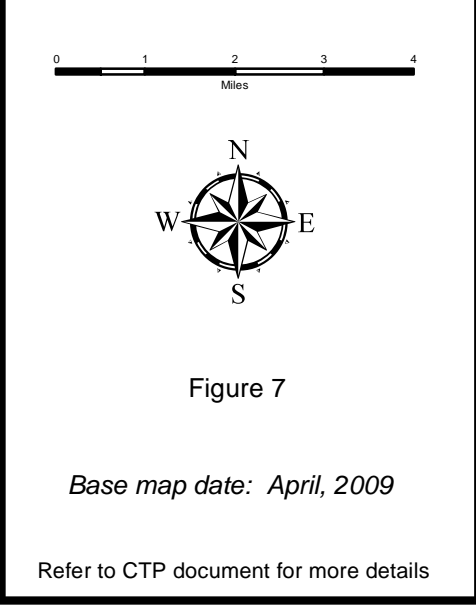 0 1 2 3 4
Miles
N
W E
S
Figure 7
Base map date: April, 2009
Refer to CTP document for more details